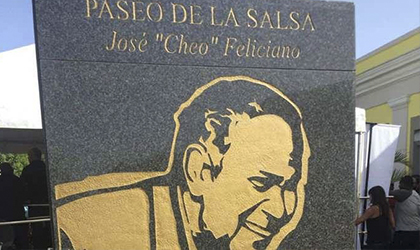 PASEO DE LA SALSA
José "Cheo" Feliciano